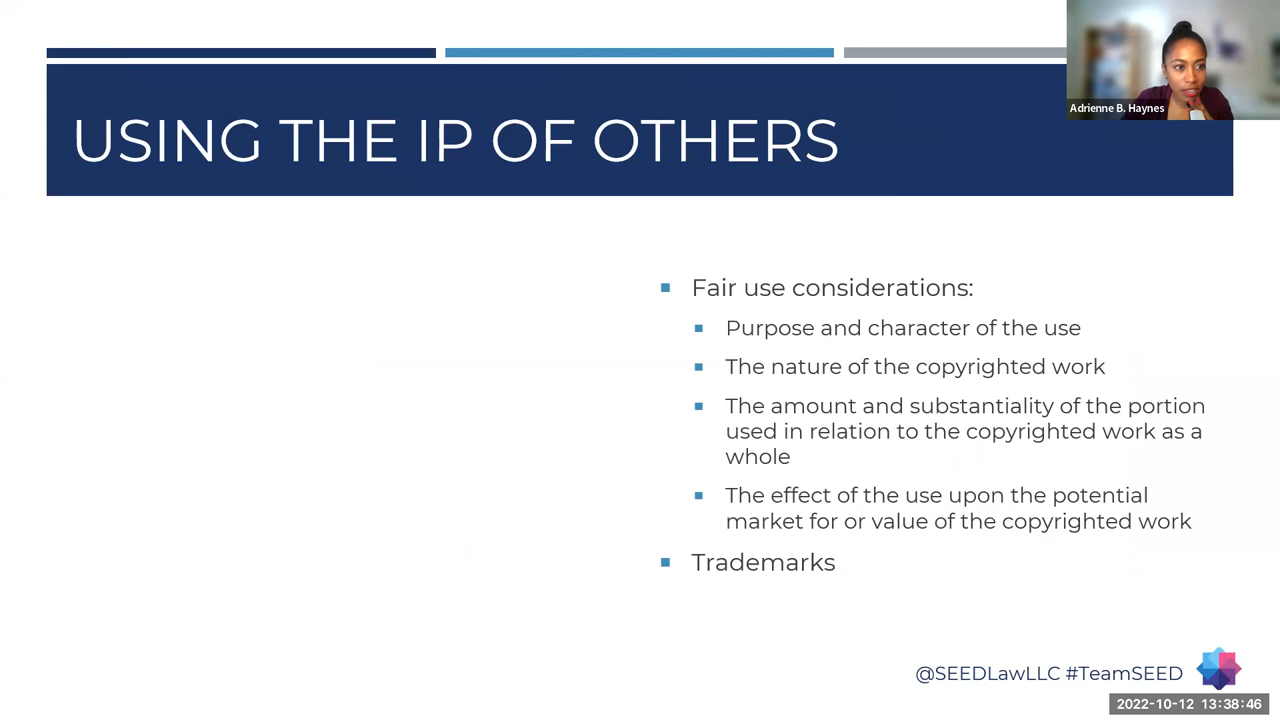 Adrienne B. Haynes
USING THE IP OF OTHERS
Fair use considerations:
Purpose and character of the use
The nature of the copyrighted work
The amount and substantiality of the portion
used in relation to the copyrighted work as a
whole
The effect of the use upon the potential
market for or value of the copyrighted work
Trademarks
@SEEDLawLLC #TeamSEED
2022-10-12 13:38:46